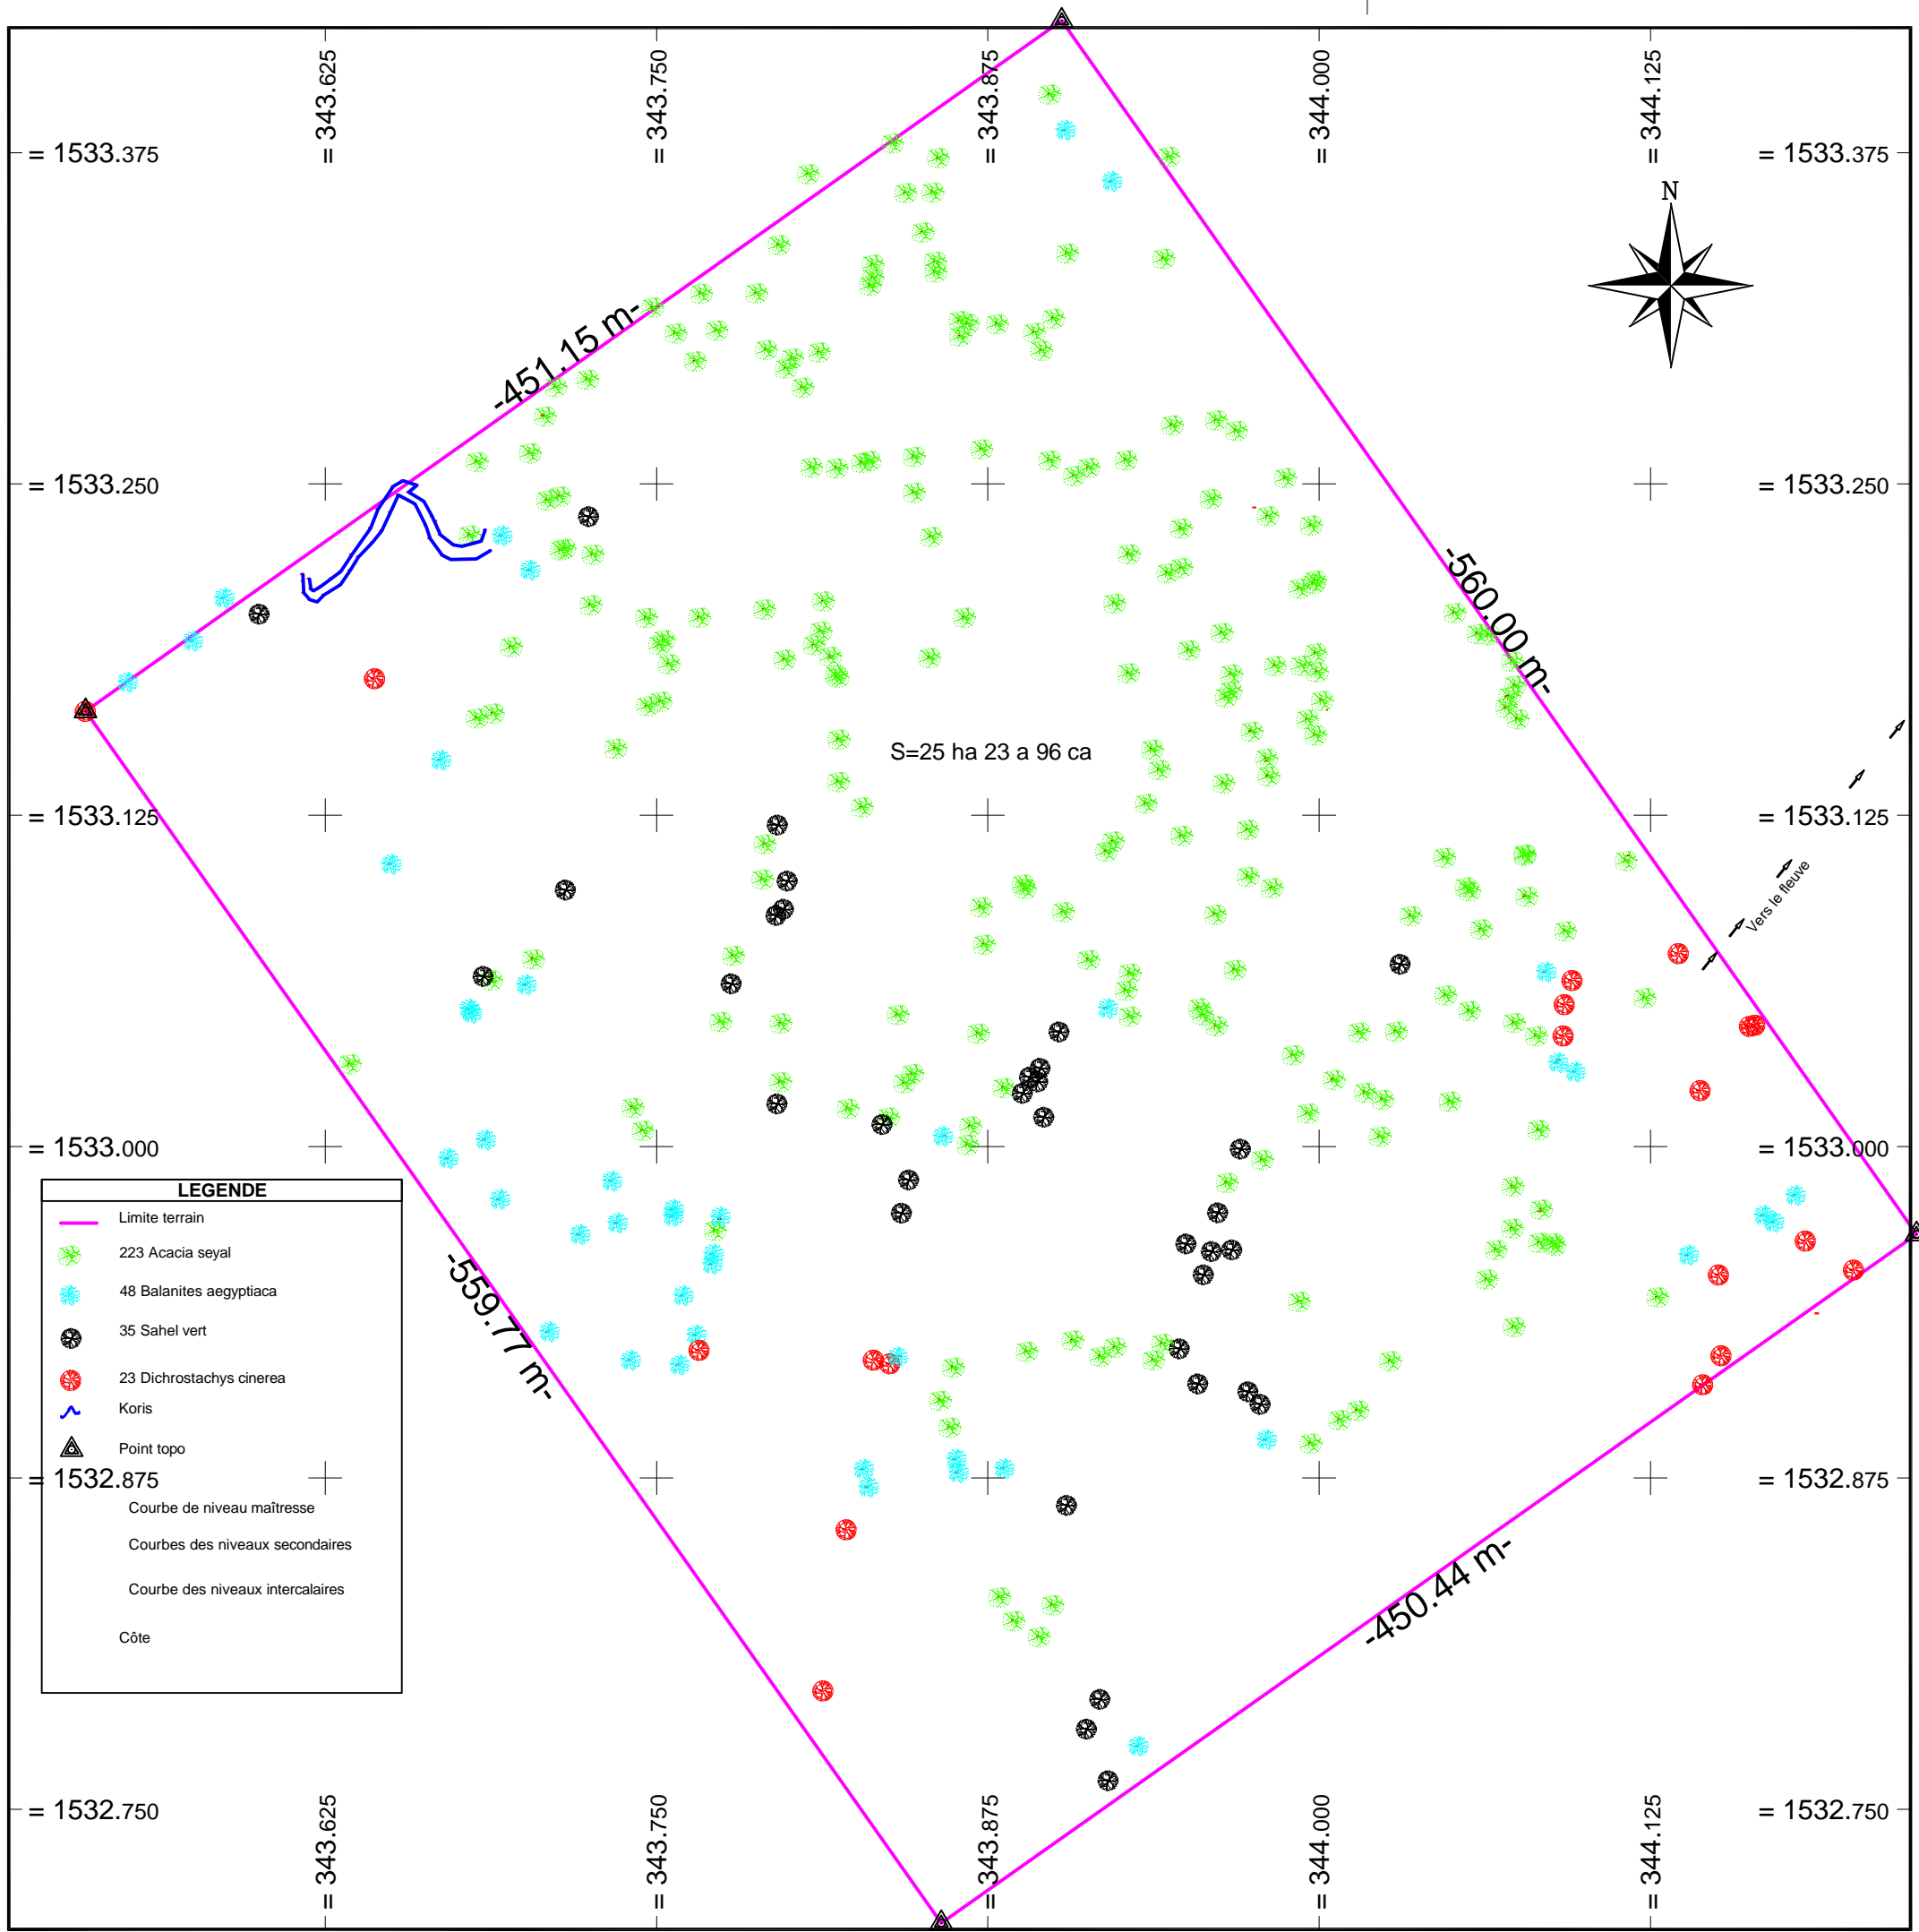 = 343.625
= 343.750
= 343.875
= 344.000
= 344.125
= 1533.375
= 1533.375
N
-451.15 m-
= 1533.250
= 1533.250
-560.00 m-
S=25 ha 23 a 96 ca
= 1533.125
= 1533.125
Vers le fleuve
= 1533.000
= 1533.000
LEGENDE
Limite terrain
223 Acacia seyal
48 Balanites aegyptiaca
35 Sahel vert
23 Dichrostachys cinerea
Koris
Point topo
Courbe de niveau maîtresse
Courbes des niveaux secondaires
Courbe des niveaux intercalaires
Côte
-559.77 m-
= 1532.875
= 1532.875
-450.44 m-
= 1532.750
= 1532.750
= 343.625
= 343.750
= 343.875
= 344.000
= 344.125